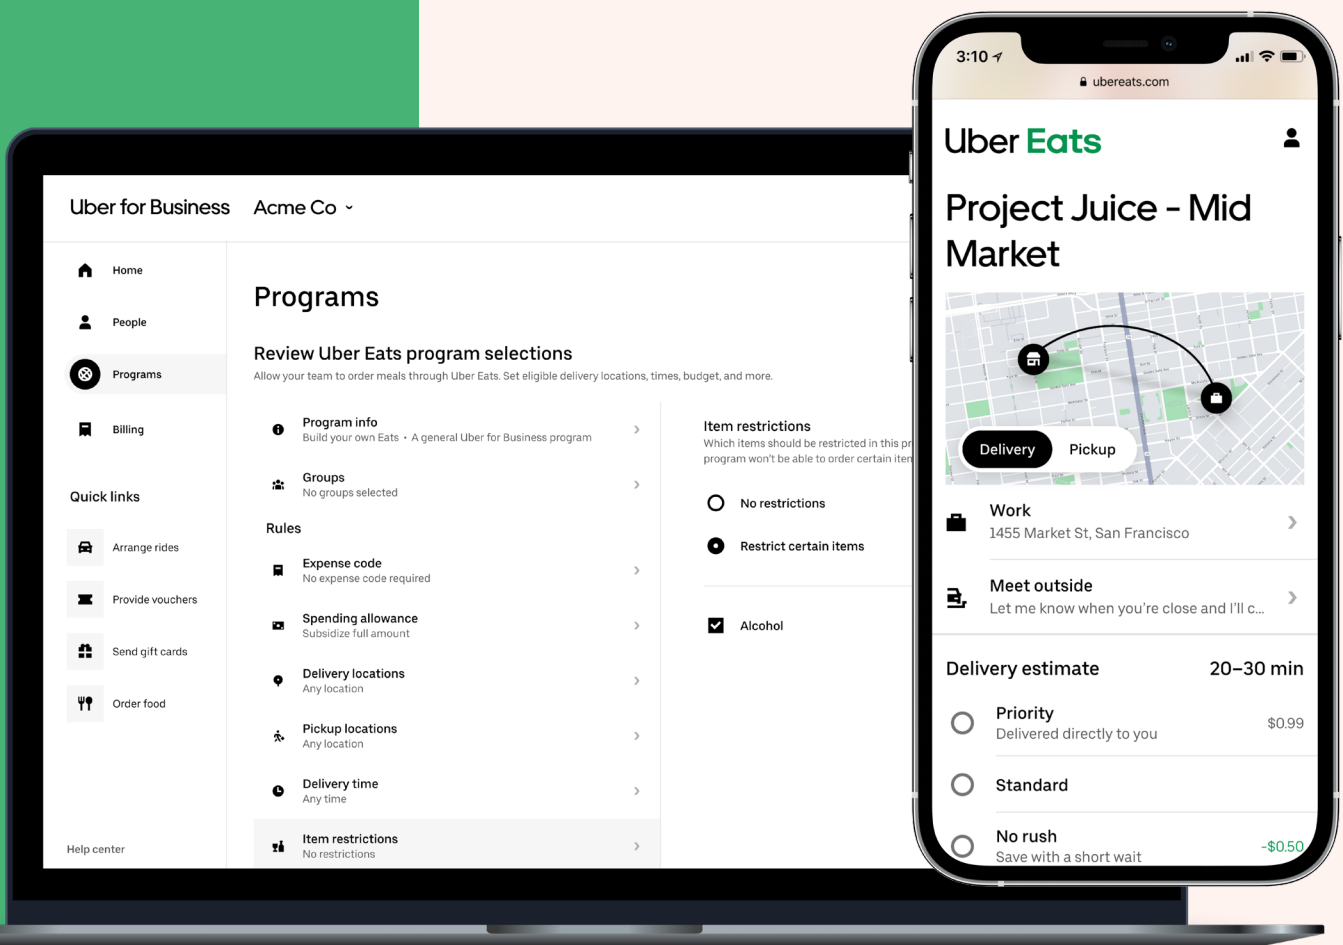 Uber for Business
Acme Co
Home
People
Programs
Billing
Quick links
Arrange rides
Provide vouchers
Send gift cards
Order food
Help center
Programs
Review Uber Eats program selections
Allow your team to order meals through Uber Eats. Set eligible delivery locations, times, budget, and more.
Program info
Build your own Eats • A general Uber for Business program
Groups
No groups selected
Rules
Expense code
No expense code required
Spending allowance
Subsidize full amount
Delivery locations
Any location
Pickup locations
Any location
Delivery time
Any time
Item restrictions
No restrictions
Item restrictions
Which items should be restricted in this pr
program won't be able to order certain iten
No restrictions
Restrict certain items
Alcohol
3:10
ubereats.com
Uber Eats
Project Juice - Mid
Market
Delivery
Pickup
Work
1455 Market St, San Francisco
Meet outside
Let me know when you're close and I'll c...
Delivery estimate
20–30 min
Priority
$0.99
Delivered directly to you
Standard
No rush
-$0.50
Save with a short wait